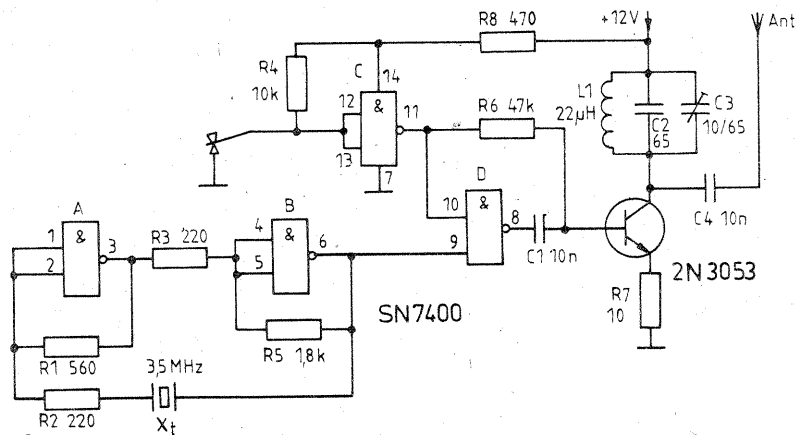 R8 470
+12V
Ant
R4
10k
C
14
12
&
11
13
7
R6 47k
L1
22µH
C2
65
C3
10/65
D
10
&
8
9
C1 10n
C4 10n
2N3053
R7
10
A
1
&
3
2
R3 220
B
4
&
6
5
SN7400
R1 560
R5 1,8k
3,5 MHz
R2 220
Xt